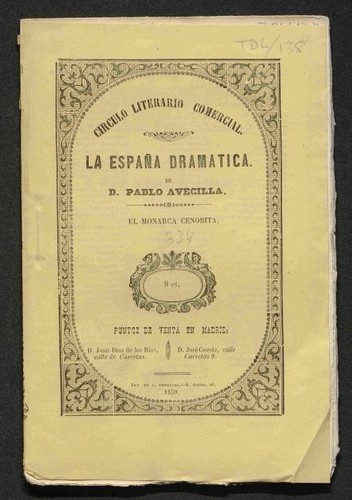 TDL/138
CIRCULO LITERARIO COMERCIAL.
LA ESPAÑA DRAMATICA.
DE
D. PABLO AVECILLA.
EL MONARCA CENOBITA.
534
8 rs.
PUNTOS DE VENTA EN MADRID.
D. Juan Diaz de los Rios,
calle de Carretas.
D. José Cuesta, calle
Carretas 9.
1850.